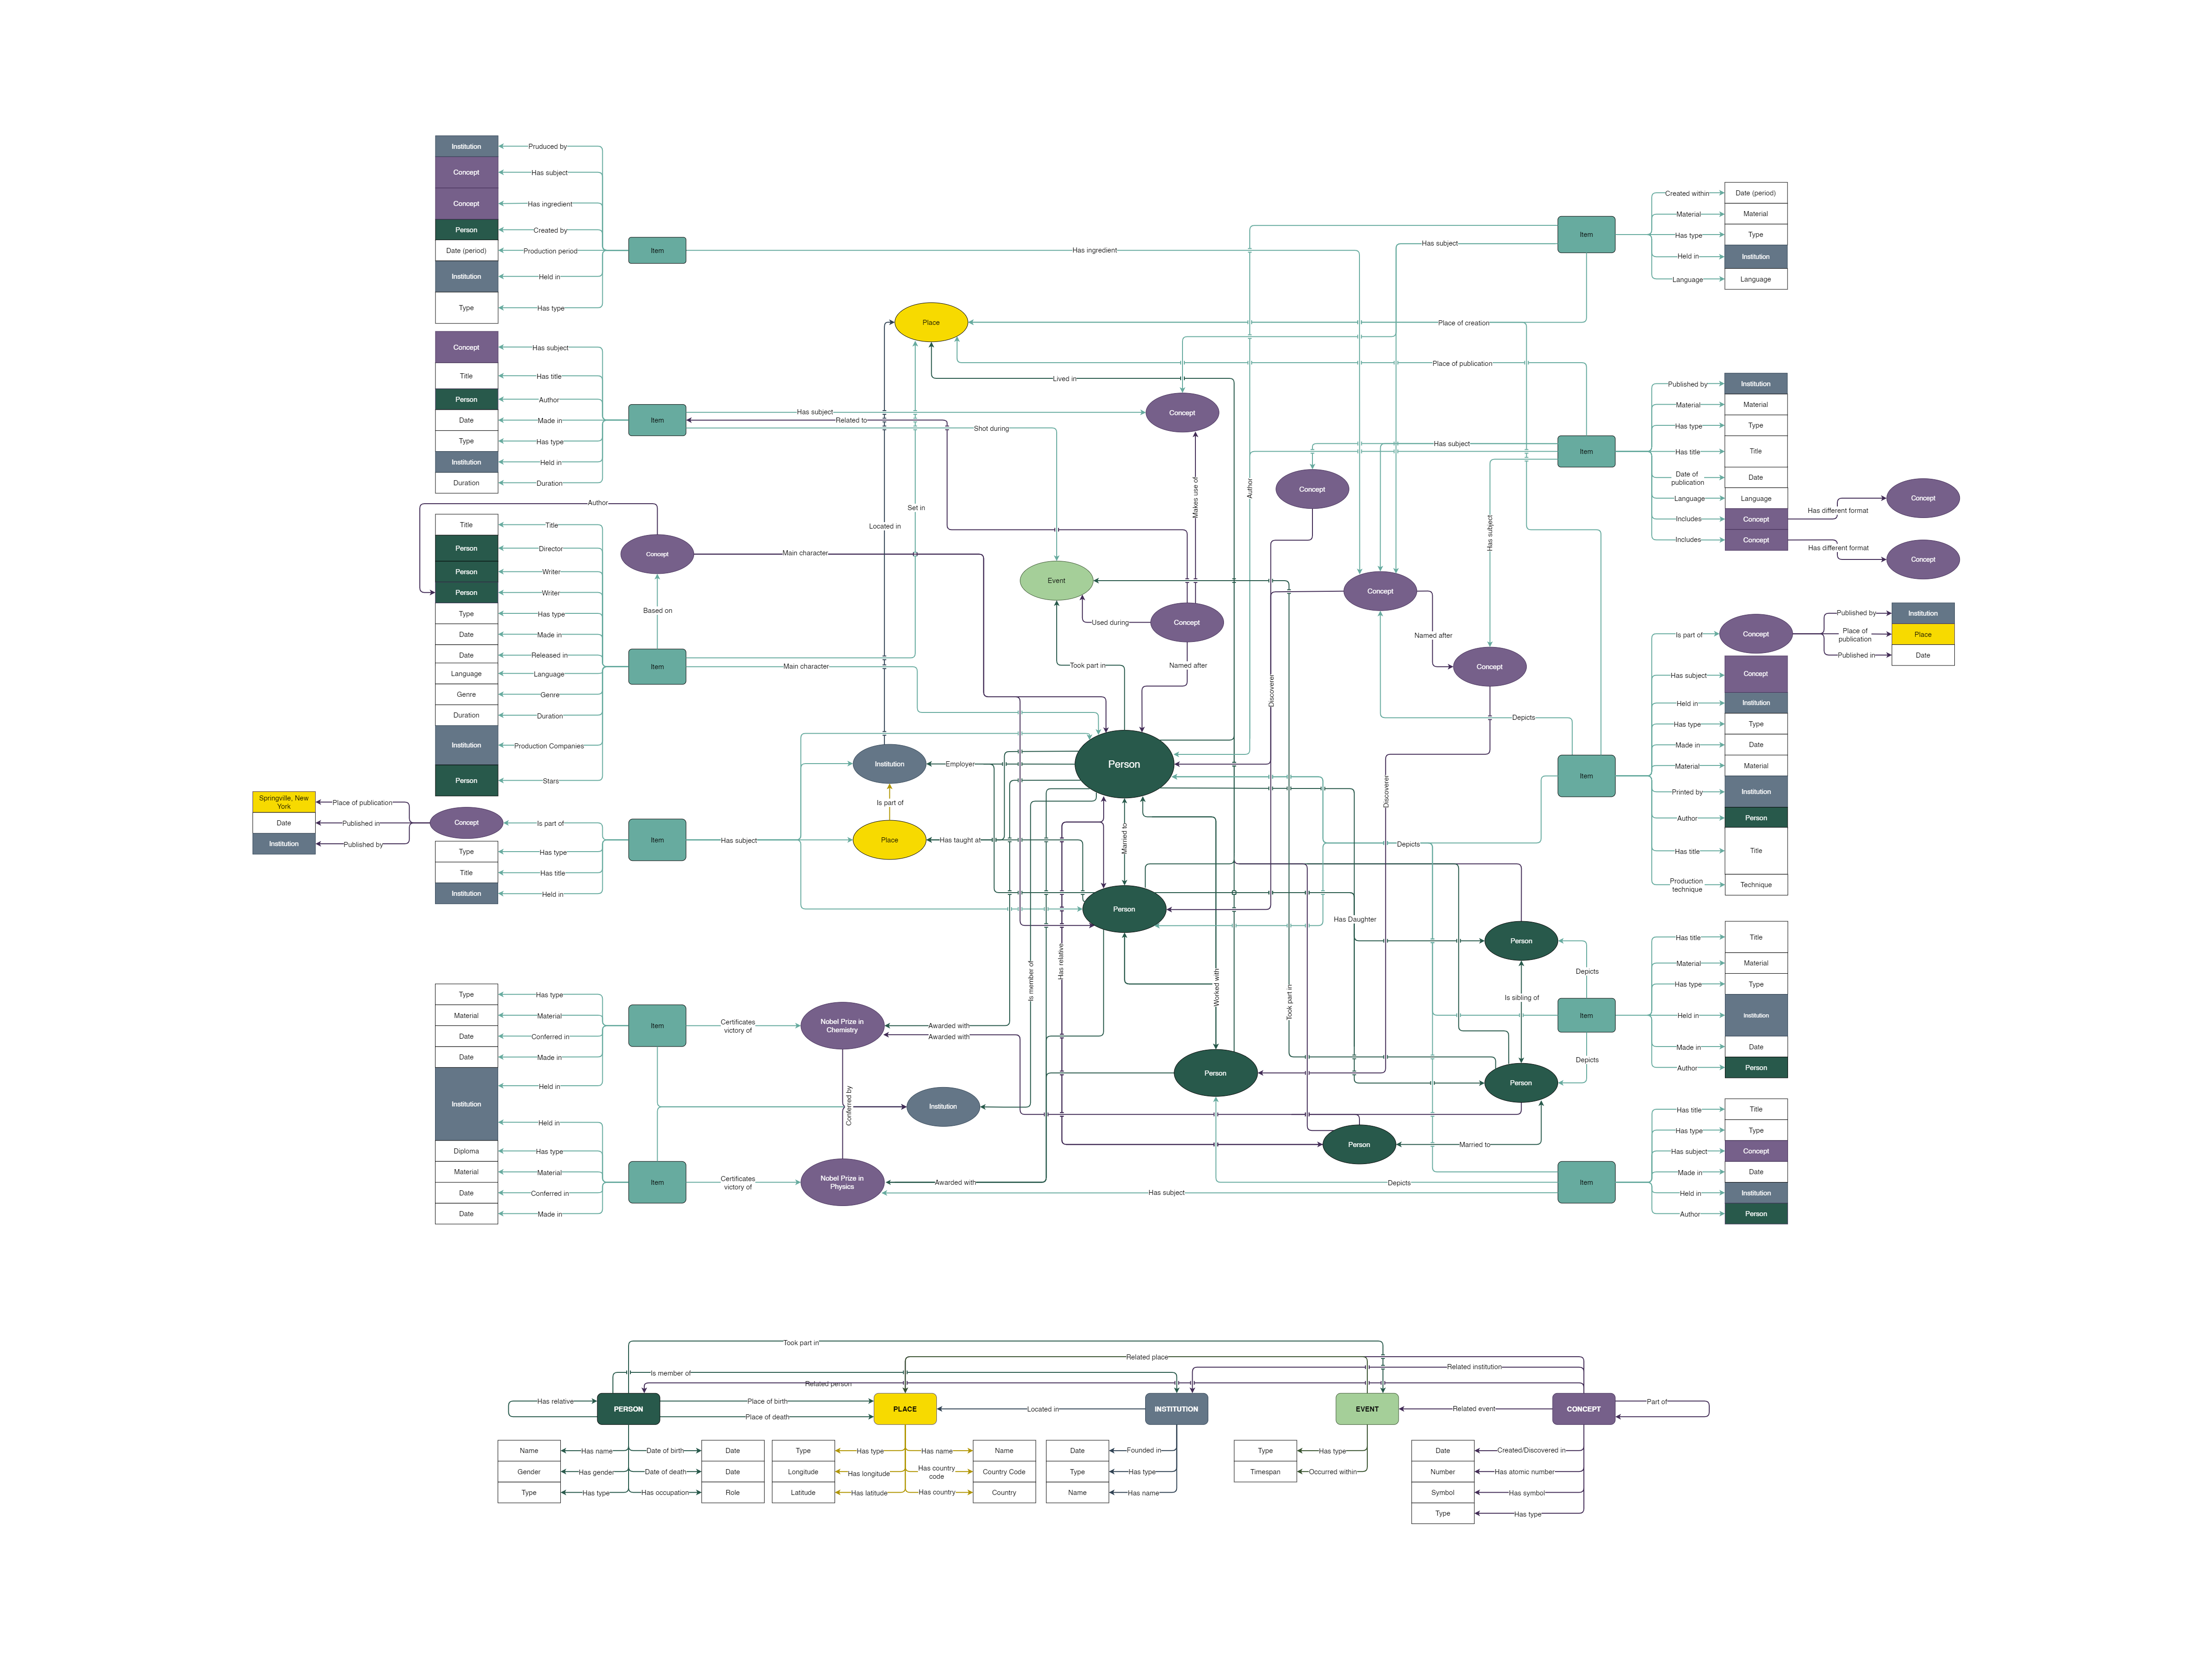 Institution
Pruduced by
Concept
Has subject
Concept
Has ingredient
Person
Created by
Date (period)
Production period
Institution
Held in
Type
Has type
Item
Has ingredient
Has subject
Item
Created within
Date (period)
Material
Material
Has type
Type
Held in
Institution
Language
Language
Place
Place of creation
Place of publication
Lived in
Concept
Has subject
Title
Has title
Person
Author
Date
Made in
Type
Has type
Institution
Held in
Duration
Duration
Item
Has subject
Related to
Shot during
Concept
Has subject
Item
Published by
Institution
Material
Material
Has type
Type
Has title
Title
Date of
publication
Date
Language
Language
Includes
Concept
Has different format
Concept
Includes
Concept
Has different format
Concept
Author
Makes use of
Concept
Has subject
Located in
Set in
Author
Title
Title
Person
Director
Person
Writer
Person
Writer
Type
Has type
Date
Made in
Date
Released in
Language
Language
Genre
Genre
Duration
Duration
Institution
Production Companies
Person
Stars
Concept
Main character
Based on
Item
Main character
Event
Used during
Concept
Took part in
Named after
Concept
Named after
Concept
Discoverer
Discoverer
Depicts
Is part of
Concept
Published by
Institution
Place of
publication
Place
Published in
Date
Has subject
Concept
Held in
Institution
Has type
Type
Made in
Date
Material
Material
Printed by
Institution
Author
Person
Has title
Title
Production
technique
Technique
Item
Institution
Employer
Person
Is part of
Place
Has taught at
Married to
Depicts
Springville, New
York
Place of publication
Date
Published in
Institution
Published by
Concept
Is part of
Type
Has type
Title
Has title
Institution
Held in
Item
Has subject
Person
Has Daughter
Has relative
Is member of
Worked with
Took part in
Person
Depicts
Is sibling of
Item
Depicts
Person
Has title
Title
Material
Material
Has type
Type
Held in
Institution
Made in
Date
Author
Person
Type
Has type
Material
Material
Date
Conferred in
Date
Made in
Institution
Held in
Held in
Diploma
Has type
Material
Material
Date
Conferred in
Date
Made in
Item
Certificates
victory of
Nobel Prize in
Chemistry
Awarded with
Awarded with
Conferred by
Institution
Person
Person
Married to
Item
Certificates
victory of
Nobel Prize in
Physics
Awarded with
Depicts
Has subject
Item
Has title
Title
Has type
Type
Has subject
Concept
Made in
Date
Held in
Institution
Author
Person
Took part in
Related place
Related institution
Is member of
Related person
Has relative
PERSON
Place of birth
Place of death
PLACE
Located in
INSTITUTION
EVENT
Related event
CONCEPT
Part of
Name
Has name
Date of birth
Date
Gender
Has gender
Date of death
Date
Type
Has type
Has occupation
Role
Type
Has type
Has name
Name
Longitude
Has longitude
Has country
code
Country Code
Latitude
Has latitude
Has country
Country
Date
Founded in
Type
Has type
Name
Has name
Type
Has type
Timespan
Occurred within
Date
Created/Discovered in
Number
Has atomic number
Symbol
Has symbol
Type
Has type